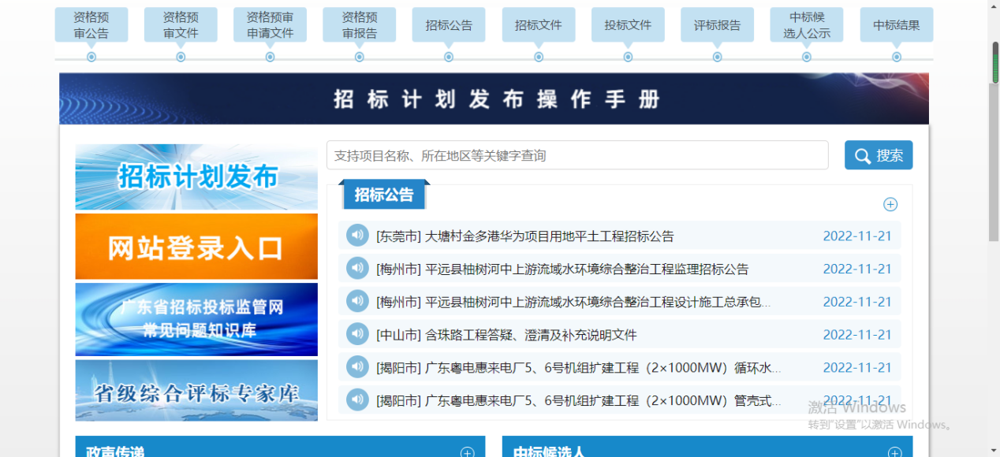 资格预
审公告
资格预
审文件
资格预审
申请文件
资格预
审报告
招标公告
招标文件
投标文件
评标报告
中标候
选人公示
中标结果
招标计划发布操作手册
招标计划发布
网站登录入口
广东省招标投标监管网
常见问题知识库
省级综合评标专家库
支持项目名称、所在地区等关键字查询
搜索
招标公告
[东莞市] 大塘村金多港华为项目用地平土工程招标公告 2022-11-21
[梅州市] 平远县柚树河中上游流域水环境综合整治工程监理招标公告 2022-11-21
[梅州市] 平远县柚树河中上游流域水环境综合整治工程设计施工总承包... 2022-11-21
[中山市] 含珠路工程答疑、澄清及补充说明文件 2022-11-21
[揭阳市] 广东粤电惠来电厂5、6号机组扩建工程（2×1000MW）循环水... 2022-11-21
[揭阳市] 广东粤电惠来电厂5、6号机组扩建工程（2×1000MW）管壳式... 2022-11-21
激活 Windows
转到"设置"以激活 Windows。
政声传递
中标候选人